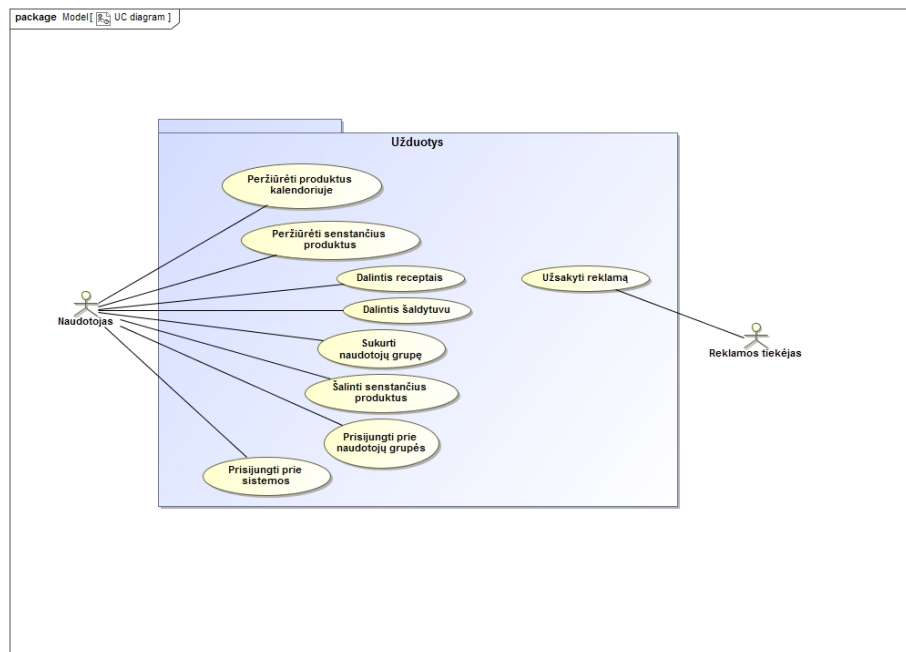 package Model[ UC diagram ]
Užduotys
Peržiūrėti produktus
kalendoriuje
Peržiūrėti senstančius
produktus
Dalintis receptais
Užsakyti reklamą
Dalintis šaldytuvu
Naudotojas
Sukurti
naudotojų grupę
Reklamos tiekėjas
Šalinti senstančius
produktus
Prisijungti prie
naudotojų grupės
Prisijungti prie
sistemos